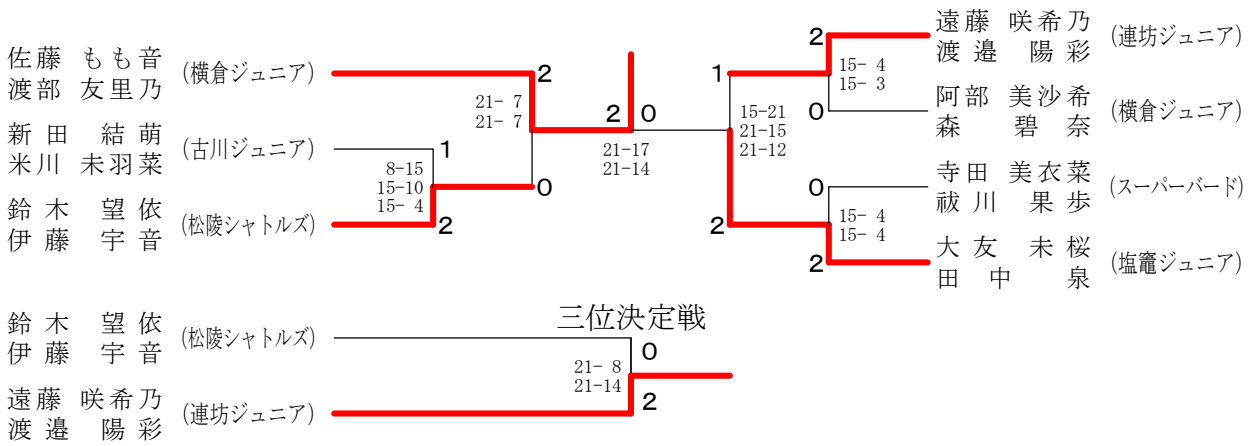 佐藤 もも音
渡部 友里乃
(横倉ジュニア)
2
21- 7
21- 7
新田 結萌
米川 未羽菜
(古川ジュニア)
1
8-15
15-10
15- 4
0
鈴木 望依
伊藤 宇音
(松陵シャトルズ)
2
2 0
21-17
21-14
遠藤 咲希乃
渡邉 陽彩
(連坊ジュニア)
2
15- 4
15- 3
1
0
阿部 美沙希
森 碧奈
(横倉ジュニア)
15-21
21-15
21-12
寺田 美衣菜
祓川 果歩
(スーパーバード)
0
15- 4
15- 4
2
2
大友 未桜
田中 泉
(塩竈ジュニア)
三位決定戦
鈴木 望依
伊藤 宇音
(松陵シャトルズ)
0
21- 8
21-14
2
遠藤 咲希乃
渡邉 陽彩
(連坊ジュニア)